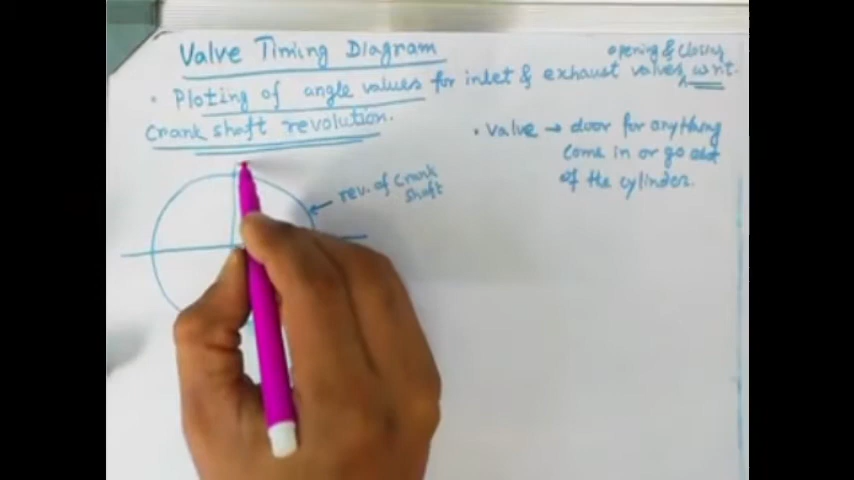 Valve Timing Diagram
opening & closing
• Ploting of angle values for inlet & exhaust valves, w.r.t.
Crank shaft revolution.
• Valve → door for anything
come in or go out
of the cylinder.
rev. of Crank
shaft